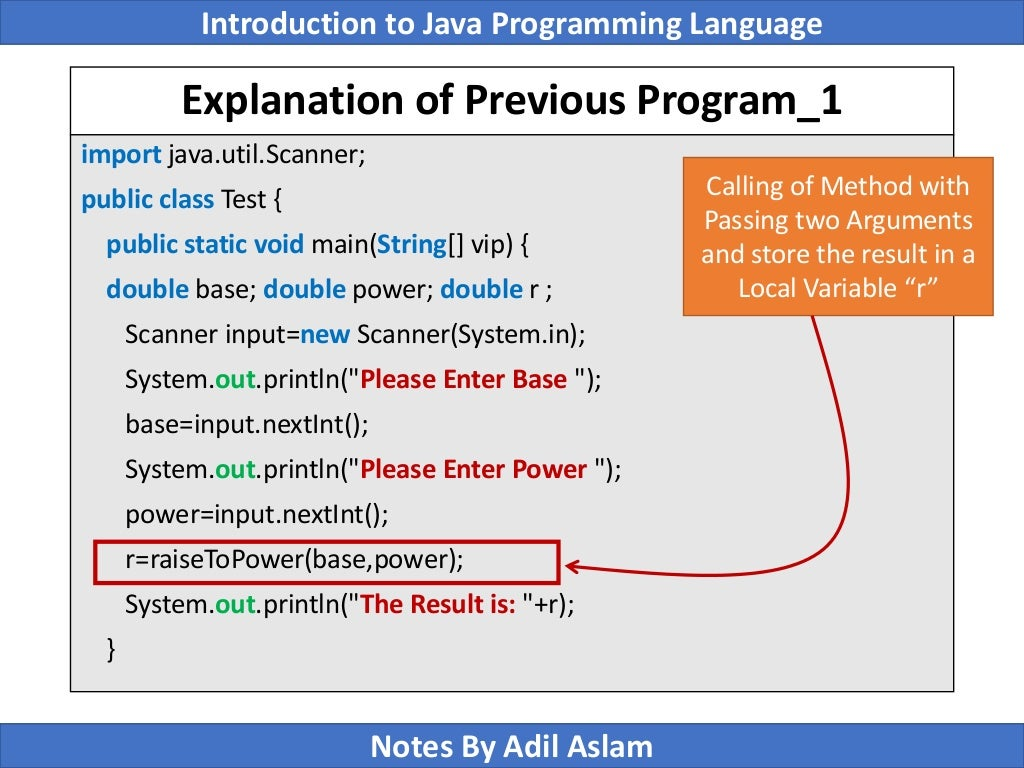 Introduction to Java Programming Language
Explanation of Previous Program_1
import java.util.Scanner;
public class Test {
public static void main(String[] vip) {
double base; double power; double r ;
Scanner input=new Scanner(System.in);
System.out.println("Please Enter Base ");
base=input.nextInt();
System.out.println("Please Enter Power ");
power=input.nextInt();
r=raiseToPower(base,power);
System.out.println("The Result is: "+r);
}
Calling of Method with
Passing two Arguments
and store the result in a
Local Variable “r”
Notes By Adil Aslam